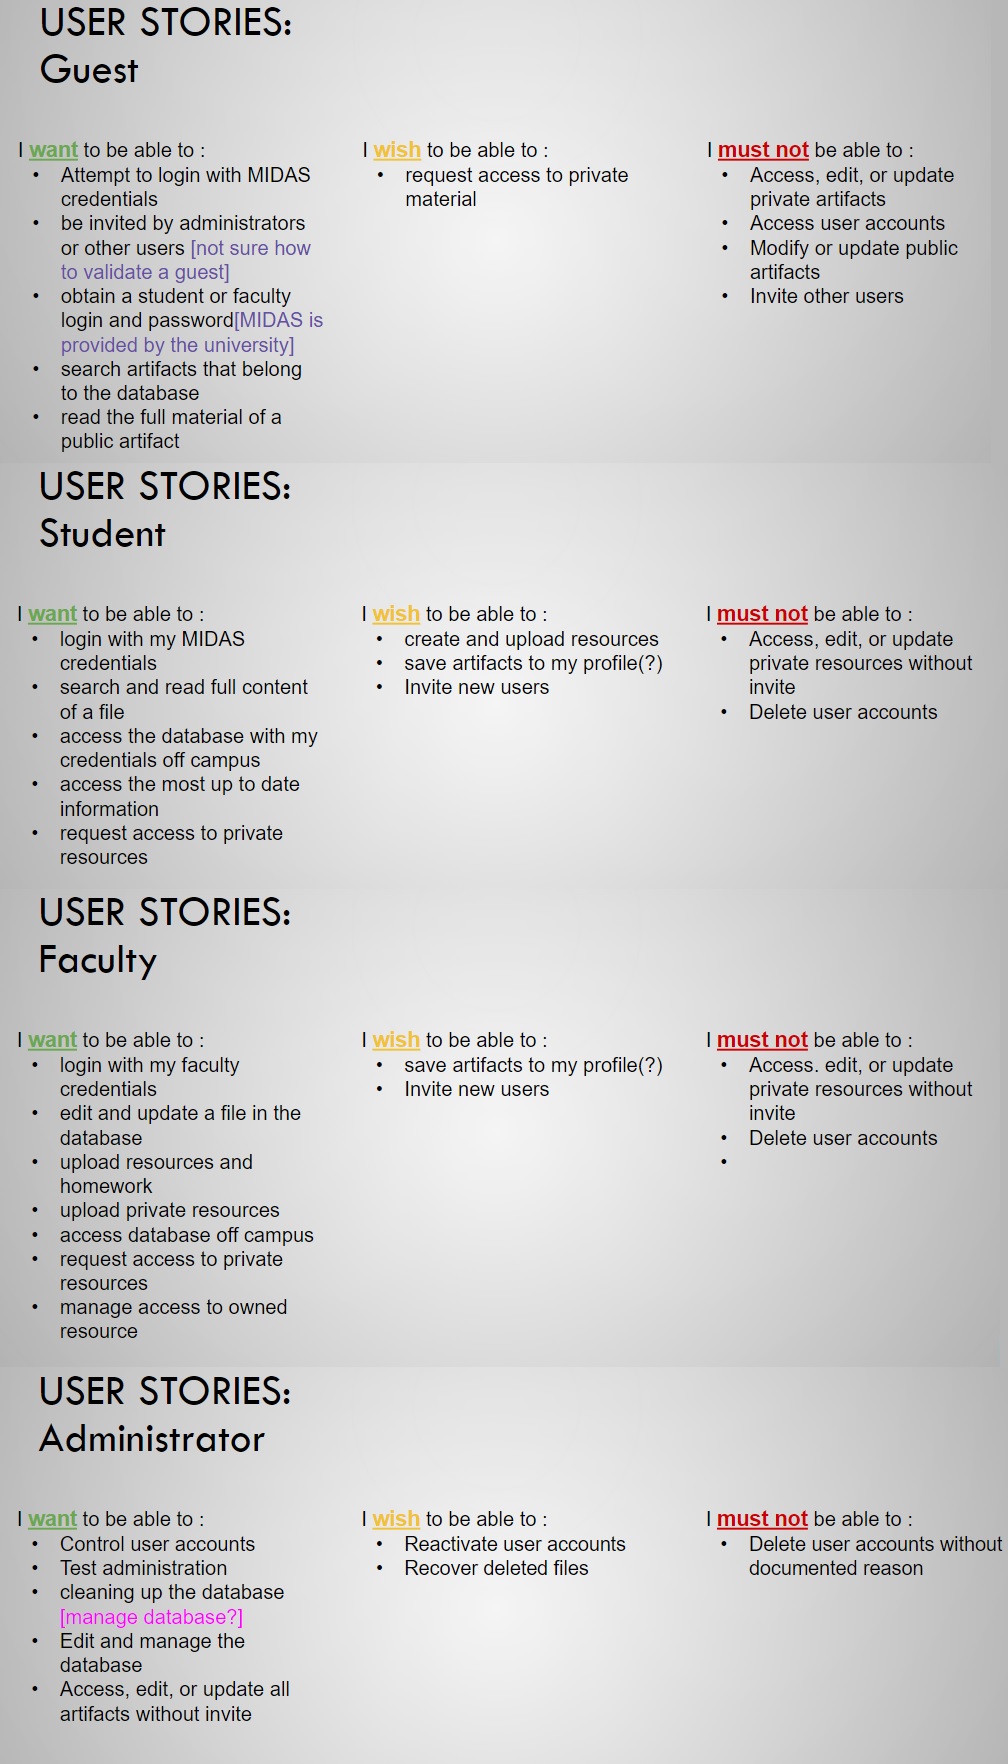 USER STORIES:
Guest
I want to be able to :
• Attempt to login with MIDAS
credentials
• be invited by administrators
or other users [not sure how
to validate a guest]
• obtain a student or faculty
login and password[MIDAS is
provided by the university]
• search artifacts that belong
to the database
• read the full material of a
public artifact
I wish to be able to :
• request access to private
material
I must not be able to :
• Access, edit, or update
private artifacts
• Access user accounts
• Modify or update public
artifacts
• Invite other users
USER STORIES:
Student
I want to be able to :
• login with my MIDAS
credentials
• search and read full content
of a file
• access the database with my
credentials off campus
• access the most up to date
information
• request access to private
resources
I wish to be able to :
• create and upload resources
• save artifacts to my profile(?)
• Invite new users
I must not be able to :
• Access, edit, or update
private resources without
invite
• Delete user accounts
USER STORIES:
Faculty
I want to be able to :
• login with my faculty
credentials
• edit and update a file in the
database
• upload resources and
homework
• upload private resources
• access database off campus
• request access to private
resources
• manage access to owned
resource
I wish to be able to :
• save artifacts to my profile(?)
• Invite new users
I must not be able to :
• Access. edit, or update
private resources without
invite
• Delete user accounts
•
USER STORIES:
Administrator
I want to be able to :
• Control user accounts
• Test administration
• cleaning up the database
[manage database?]
• Edit and manage the
database
• Access, edit, or update all
artifacts without invite
I wish to be able to :
• Reactivate user accounts
• Recover deleted files
I must not be able to :
• Delete user accounts without
documented reason